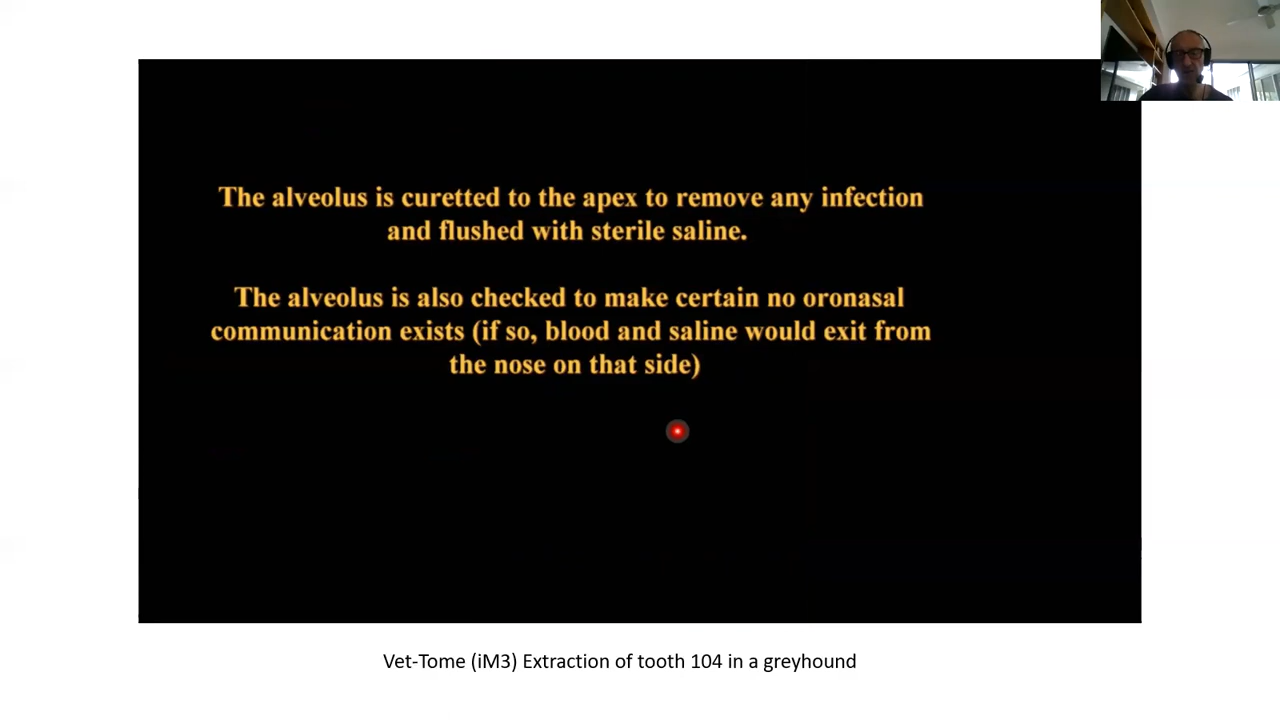 The alveolus is curetted to the apex to remove any infection
and flushed with sterile saline.
The alveolus is also checked to make certain no oronasal
communication exists (if so, blood and saline would exit from
the nose on that side)
Vet-Tome (iM3) Extraction of tooth 104 in a greyhound